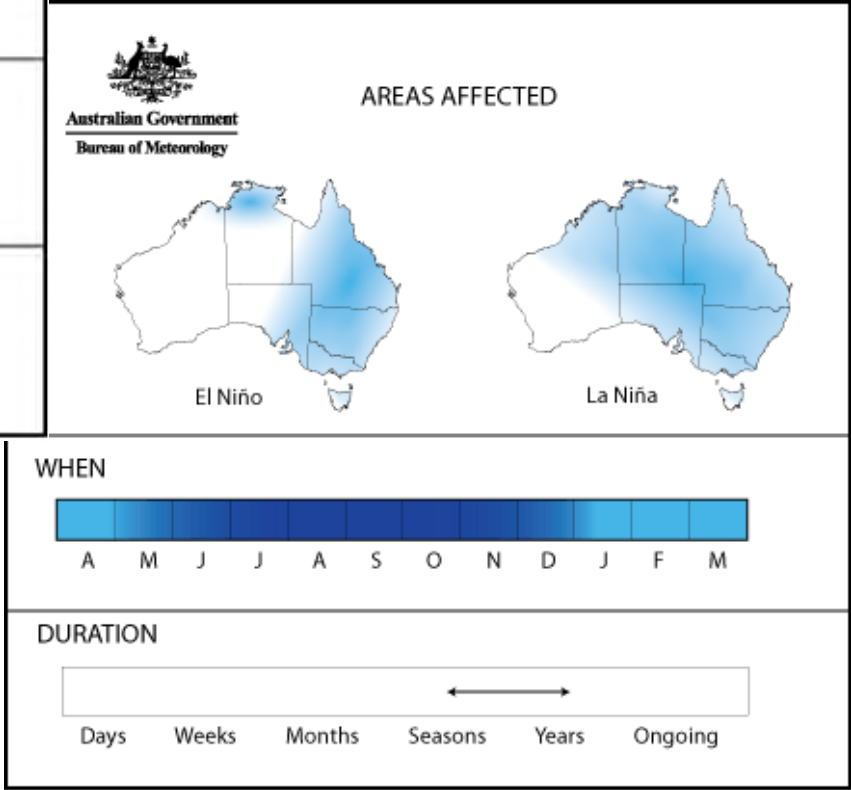 AREAS AFFECTED
Australian Government
Bureau of Meteorology
El Niño
La Niña
WHEN
A M J J A S O N D J F M
DURATION
Days Weeks Months Seasons Years Ongoing